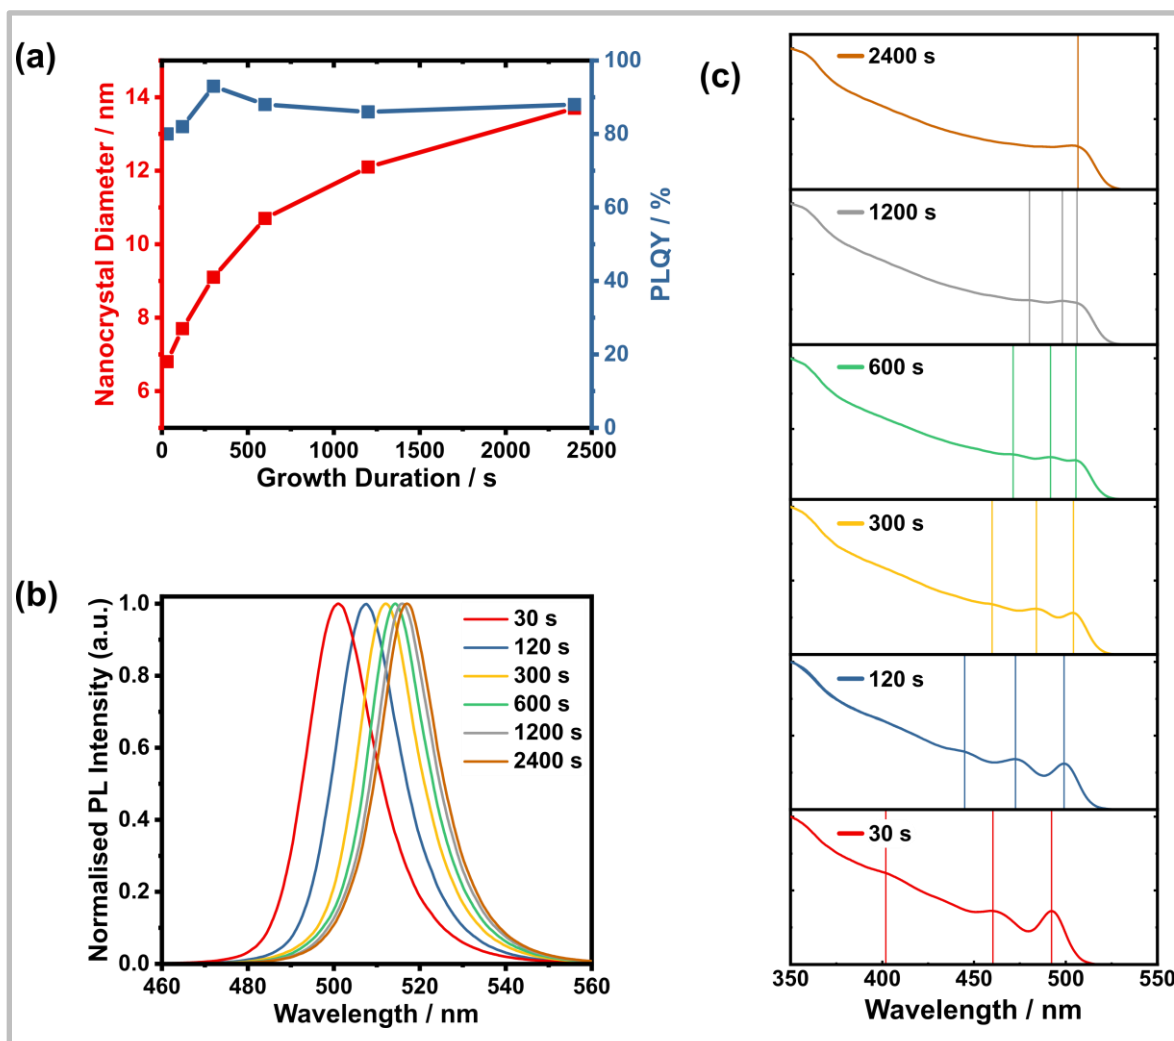 (a)
Nanocrystal Diameter / nm
14
12
10
8
6
100
80
60
40
20
0
PLQY / %
0 500 1000 1500 2000 2500
Growth Duration / s
(b)
Normalised PL Intensity (a.u.)
1.0
0.8
0.6
0.4
0.2
0.0
30 s
120 s
300 s
600 s
1200 s
2400 s
460 480 500 520 540 560
Wavelength / nm
(c)
2400 s
1200 s
600 s
300 s
120 s
30 s
350 400 450 500 550
Wavelength / nm